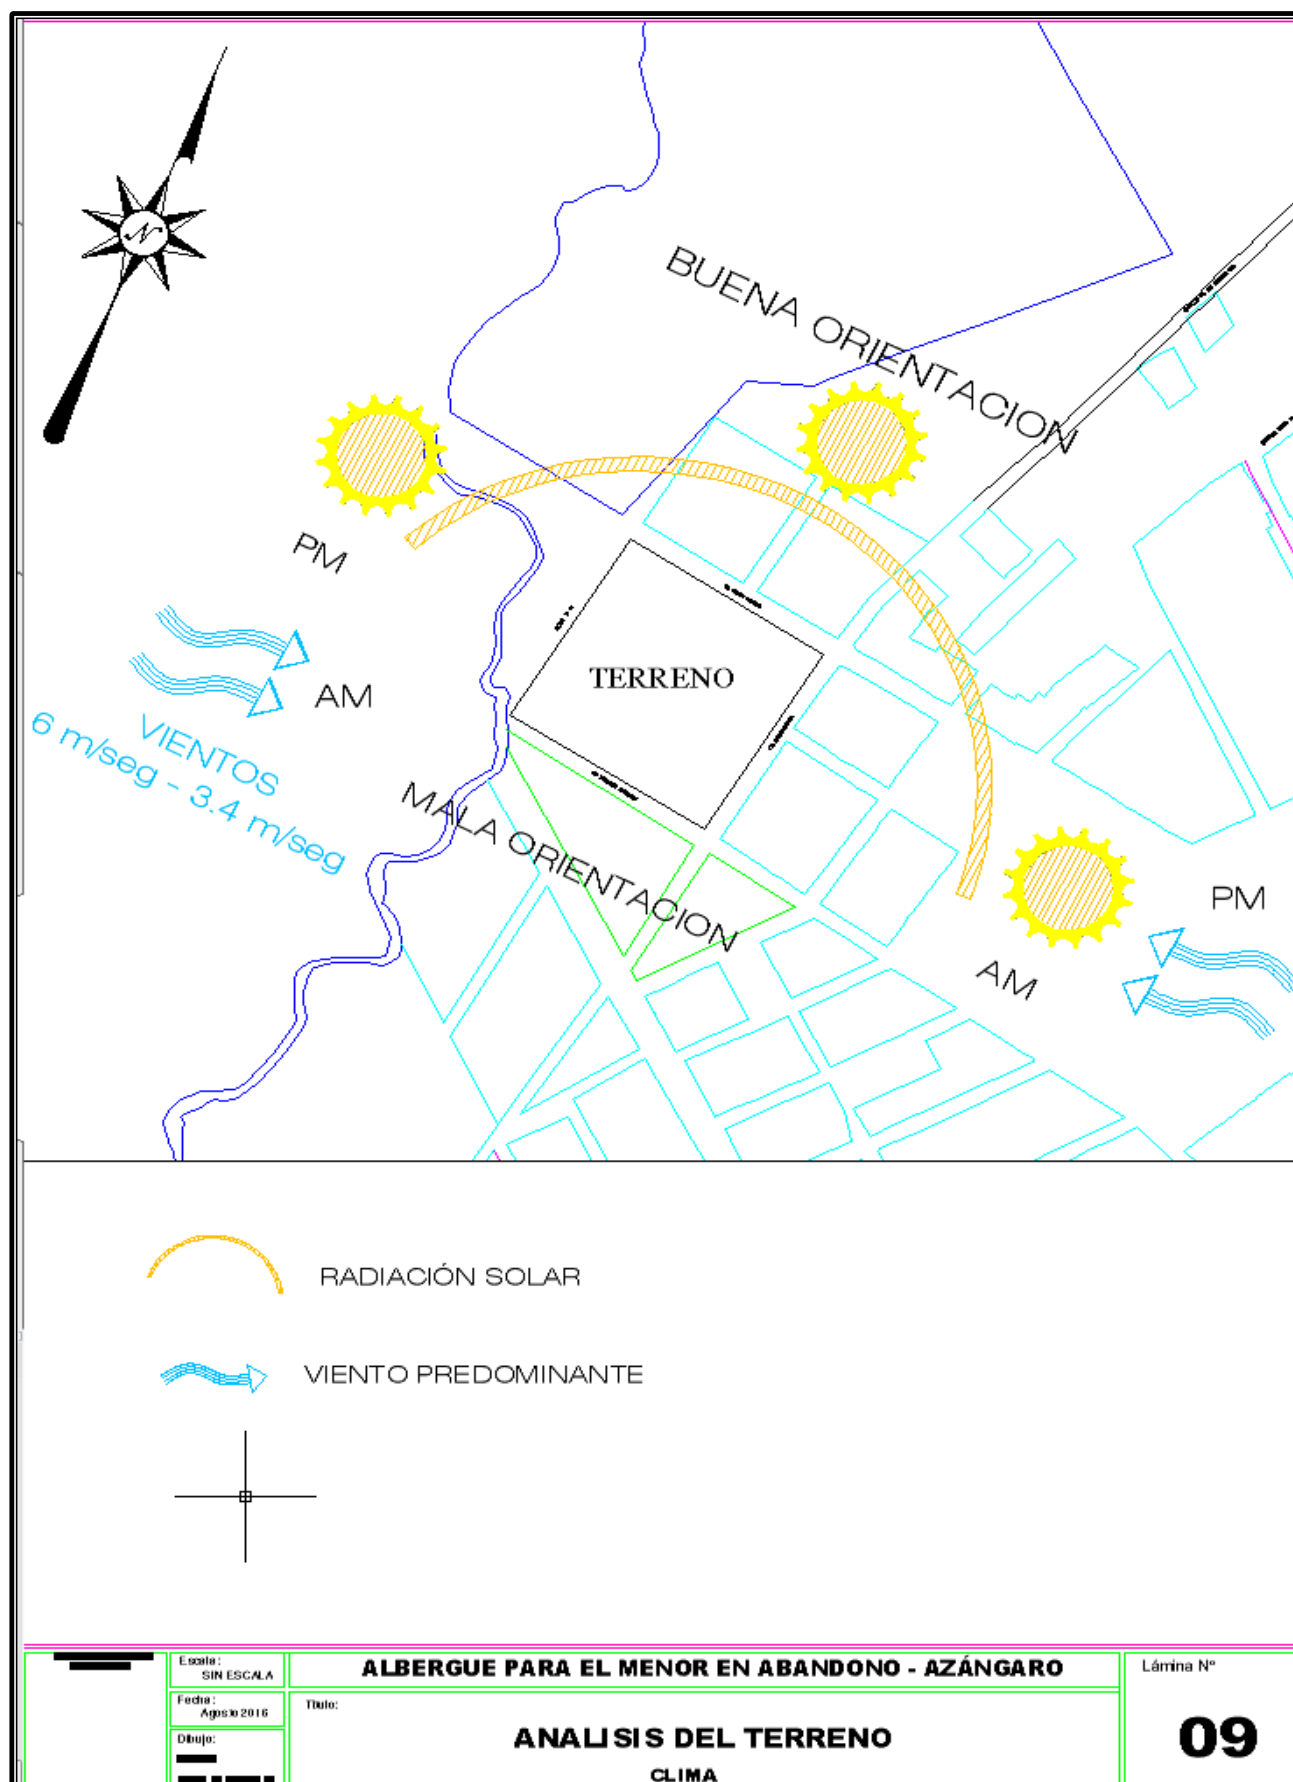 N
BUENA ORIENTACION
PM
AM
VIENTOS
6 m/seg - 3.4 m/seg
TERRENO
MALA ORIENTACION
PM
AM
RADIACIÓN SOLAR
VIENTO PREDOMINANTE
Escala:
SIN ESCALA
Fecha:
Agosto 2016
Dibujo:
ALBERGUE PARA EL MENOR EN ABANDONO - AZÁNGARO
Titulo:
ANALISIS DEL TERRENO
CLIMA
Lámina Nº
09